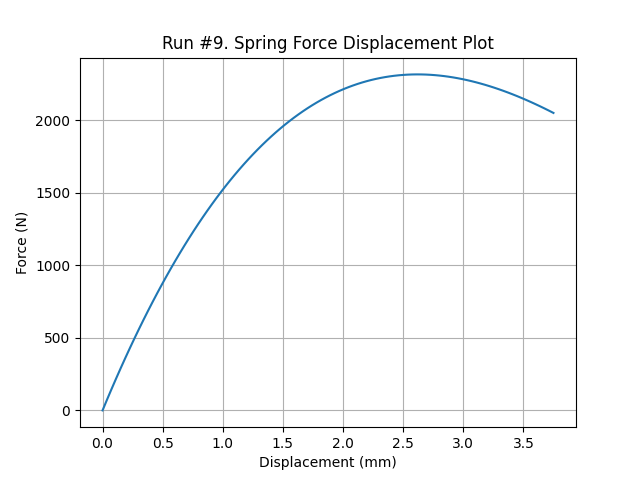 Run #9. Spring Force Displacement Plot
Force (N)
2000
1500
1000
500
0
0.0 0.5 1.0 1.5 2.0 2.5 3.0 3.5
Displacement (mm)